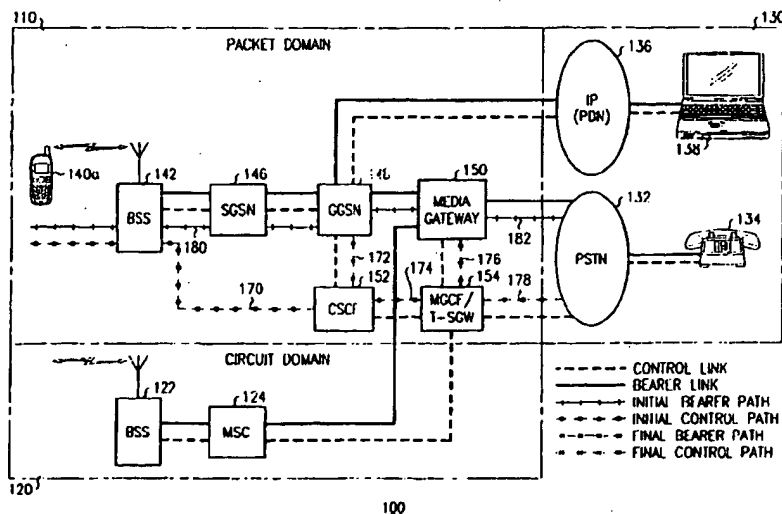 110
130
PACKET DOMAIN
136
IP
(PDN)
138
140a
142
146
148
150
BSS
SGSN
GGSN
MEDIA
GATEWAY
132
134
180
182
172
176
PSTN
152
174
154
178
170
CSCF
MGCF/
T-SGW
CIRCUIT DOMAIN
122
124
BSS
MSC
CONTROL LINK
BEARER LINK
INITIAL BEARER PATH
INITIAL CONTROL PATH
FINAL BEARER PATH
FINAL CONTROL PATH
120
100